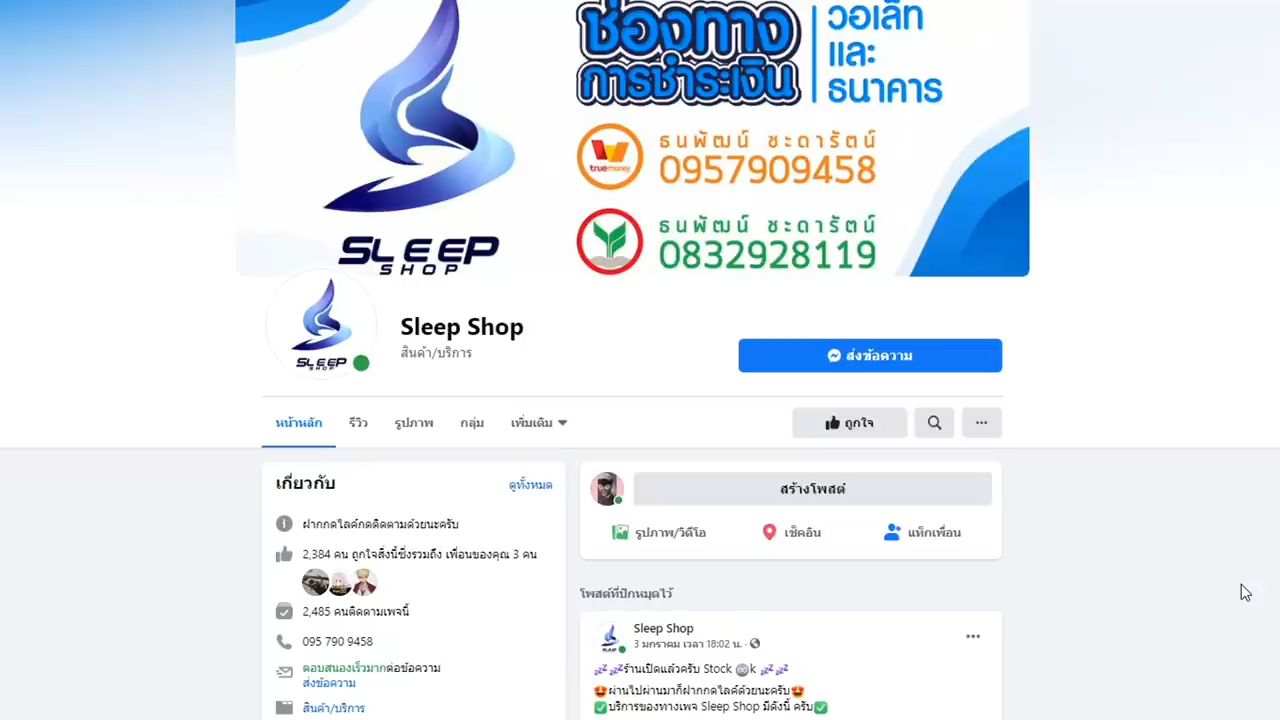 ช่องทาง
การชำระเงิน
วอเล็ท
และ
ธนาคาร
truemoney
ธนพัฒน์ ชะดารัตน์
0957909458
ธนพัฒน์ ชะดารัตน์
0832928119
SLEEP
SHOP
SLEEP
SHOP
Sleep Shop
สินค้า/บริการ
ส่งข้อความ
หน้าหลัก รีวิว รูปภาพ กลุ่ม เพิ่มเติม
ถูกใจ
เกี่ยวกับ ดูทั้งหมด
ฝากกดไลค์กดติดตามด้วยนะครับ
2,384 คน ถูกใจสิ่งนี้ซึ่งรวมถึง เพื่อนของคุณ 3 คน
2,485 คนติดตามเพจนี้
095 790 9458
ตอบสนองเร็วมากต่อข้อความ
ส่งข้อความ
สินค้า/บริการ
สร้างโพสต์
รูปภาพ/วิดีโอ เช็คอิน แท็กเพื่อน
โพสต์ที่ปักหมุดไว้
Sleep Shop
3 มกราคม เวลา 18:02 น. ·
💤💤ร้านเปิดแล้วครับ Stock ♾️k 💤💤
🤩ผ่านไปผ่านมาก็ฝากกดไลค์ด้วยนะครับ🤩
✅บริการของทางเพจ Sleep Shop มีดังนี้ ครับ✅